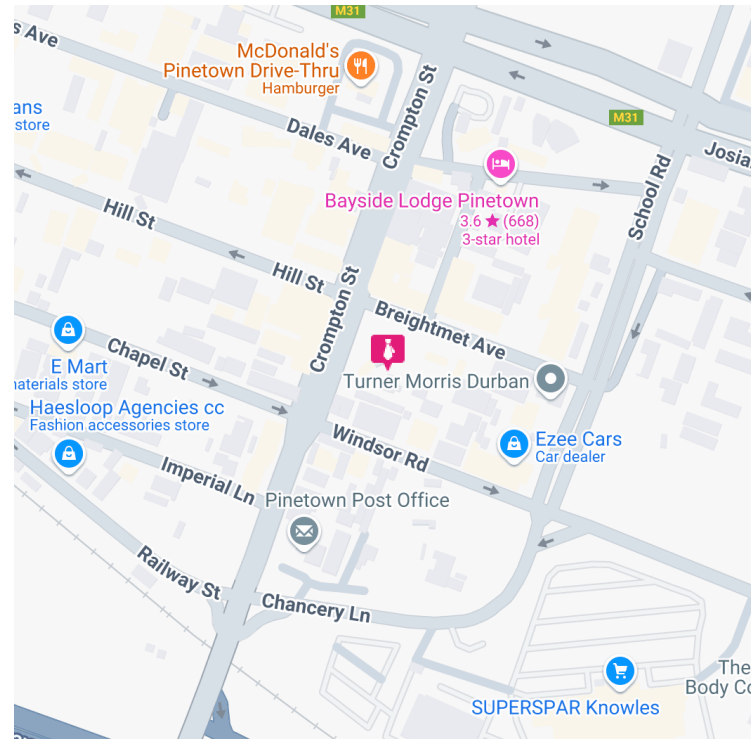 M31
s Ave
McDonald's
Pinetown Drive-Thru
Hamburger
Crompton St
ans
store
Dales Ave
M31
Josia
School Rd
Bayside Lodge Pinetown
3.6 ★ (668)
3-star hotel
Hill St
Hill St
Crompton St
Breightmet Ave
E Mart
naterials store
Chapel St
Turner Morris Durban
Haesloop Agencies cc
Fashion accessories store
Windsor Rd
Ezee Cars
Car dealer
Imperial Ln
Pinetown Post Office
Railway St
Chancery Ln
The
Body Co
SUPERSPAR Knowles